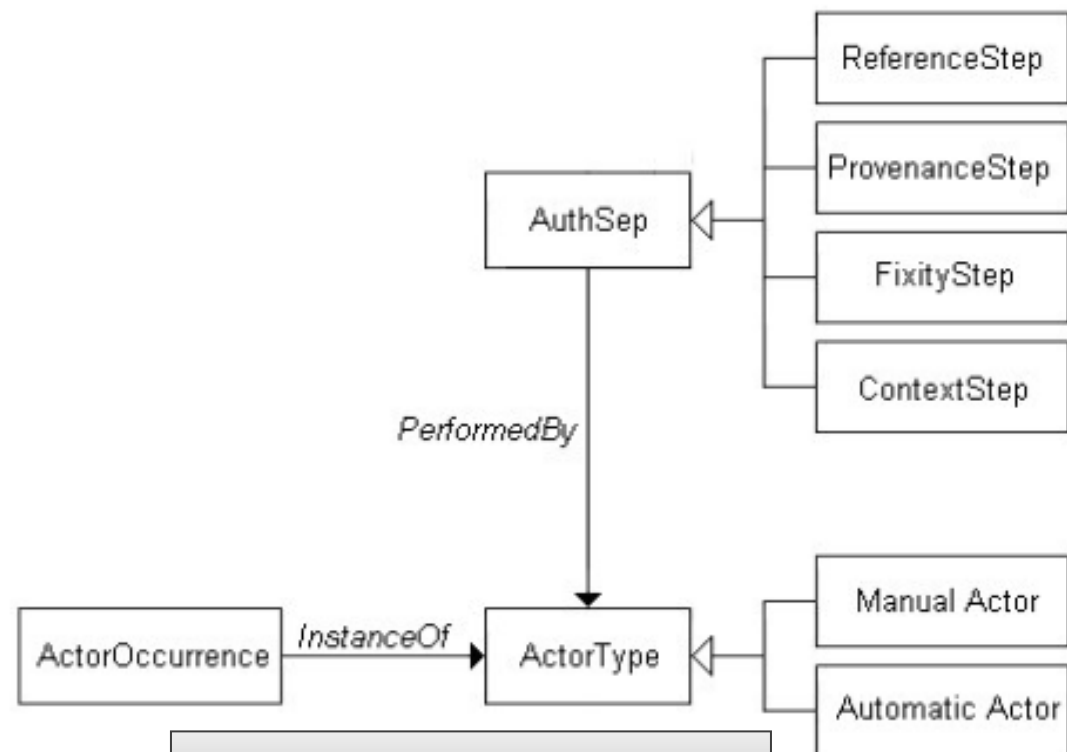 ReferenceStep
ProvenanceStep
AuthSep
FixityStep
ContextStep
PerformedBy
Manual Actor
ActorOccurrence
InstanceOf
ActorType
Automatic Actor